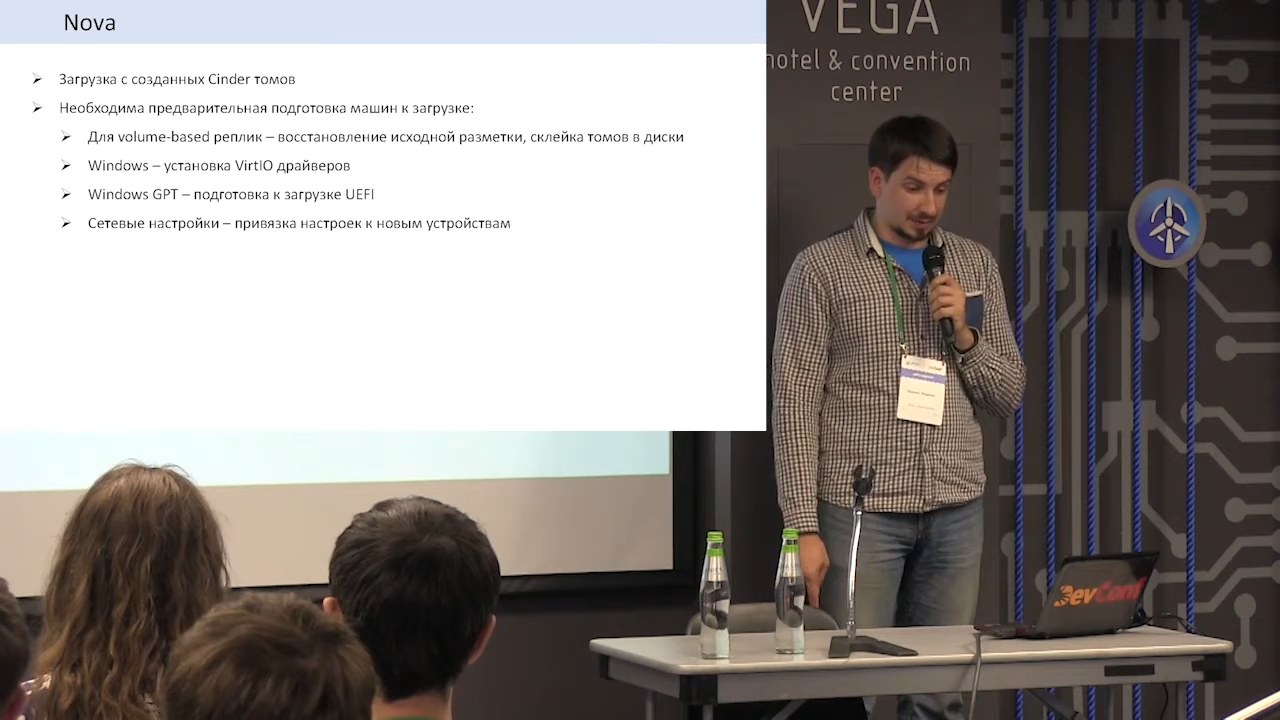 Nova
Загрузка с созданных Cinder томов
Необходима предварительная подготовка машин к загрузке:
Для volume-based реплик – восстановление исходной разметки, склейка томов в диски
Windows – установка VirtIO драйверов
Windows GPT – подготовка к загрузке UEFI
Сетевые настройки – привязка настроек к новым устройствам
VEGA
hotel & convention
center
DevConf